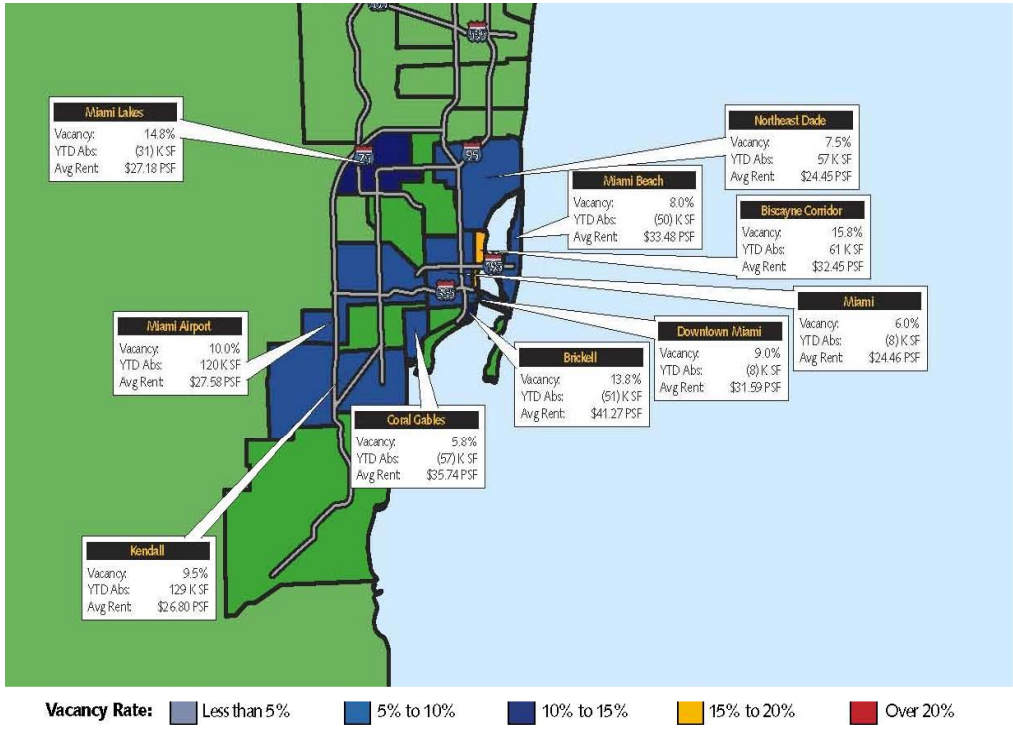 Miami Lakes
Vacancy: 14.8%
YTD Abs: (31) K SF
Avg Rent $27.18 PSF
Northeast Dade
Vacancy: 7.5%
YTD Abs: 57 K SF
Avg Rent $24.45 PSF
75
95
Miami Beach
Vacancy: 8.0%
YTD Abs: (50) K SF
Avg Rent $33.48 PSF
Biscayne Corridor
Vacancy: 15.8%
YTD Abs: 61 K SF
Avg Rent $32.45 PSF
Miami
Vacancy: 6.0%
YTD Abs: (8) K SF
Avg Rent $24.46 PSF
Miami Airport
Vacancy: 10.0%
YTD Abs: 120 K SF
Avg Rent: $27.58 PSF
Downtown Miami
Vacancy: 9.0%
YTD Abs: (8) K SF
Avg Rent: $31.59 PSF
Brickell
Vacancy: 13.8%
YTD Abs: (51) K SF
Avg Rent: $41.27 PSF
Coral Gables
Vacancy: 5.8%
YTD Abs: (57) K SF
Avg Rent $35.74 PSF
Kendall
Vacancy: 9.5%
YTD Abs: 129 K SF
Avg Rent $26.80 PSF
Vacancy Rate: Less than 5% 5% to 10% 10% to 15% 15% to 20% Over 20%